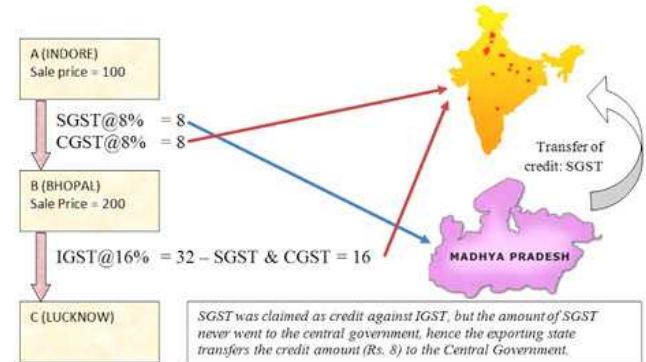 A (INDORE)
Sale price = 100
SGST@8% = 8
CGST@8% = 8
B (BHOPAL)
Sale Price = 200
IGST@16% = 32 – SGST & CGST = 16
C (LUCKNOW)
Transfer of
credit: SGST
MADHYA PRADESH
SGST was claimed as credit against IGST, but the amount of SGST
never went to the central government, hence the exporting state
transfers the credit amount (Rs. 8) to the Central Government.